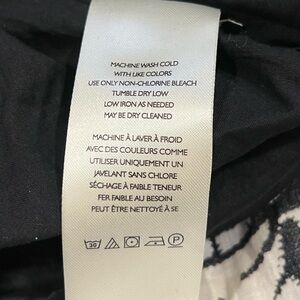 MACHINE WASH COLD
WITH LIKE COLORS
USE ONLY NON-CHLORINE BLEACH
TUMBLE DRY LOW
LOW IRON AS NEEDED
MAY BE DRY CLEANED
MACHINE À LAVER À FROID
AVEC DES COULEURS COMME
UTILISER UNIQUEMENT UN
JAVELANT SANS CHLORE
SÉCHAGE À FAIBLE TENEUR
FER FAIBLE AU BESOIN
PEUT ÊTRE NETTOYÉ À SE
30 P